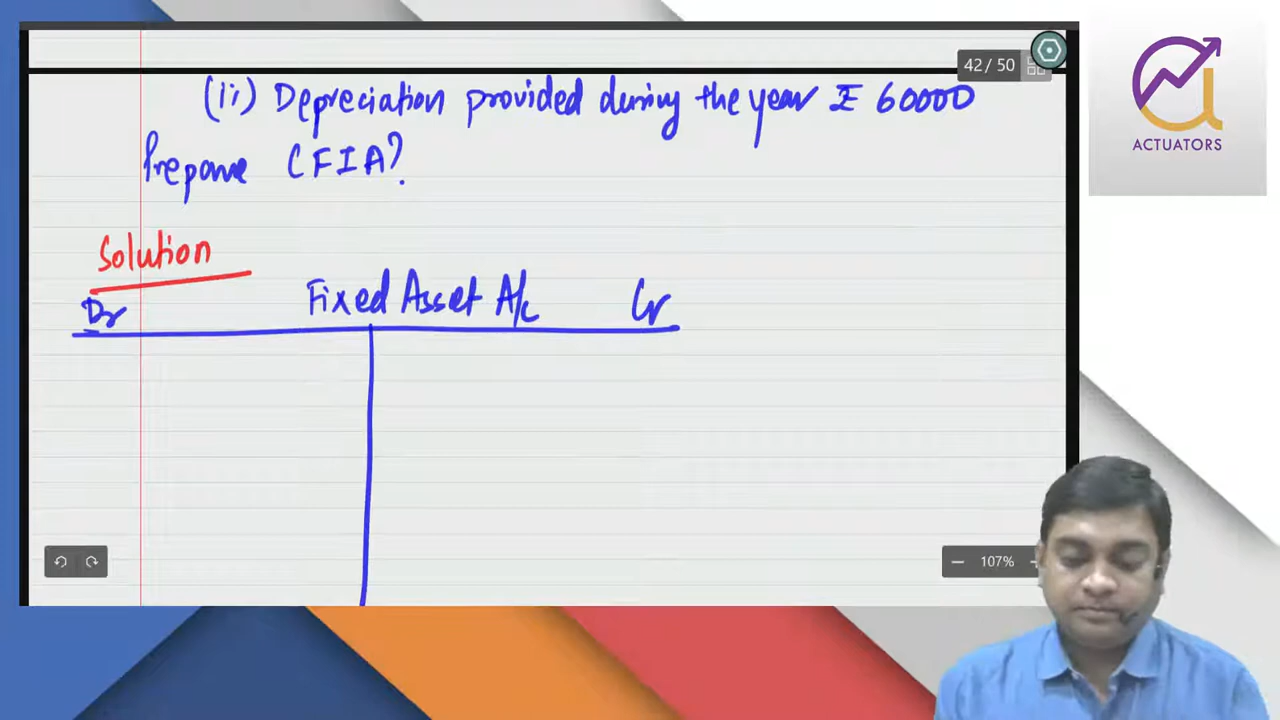 42 / 50
(ii) Depreciation provided during the year ₹ 60000
Prepare CFIA?
Solution
Dr Fixed Asset A/c Cr
107%
ACTUATORS